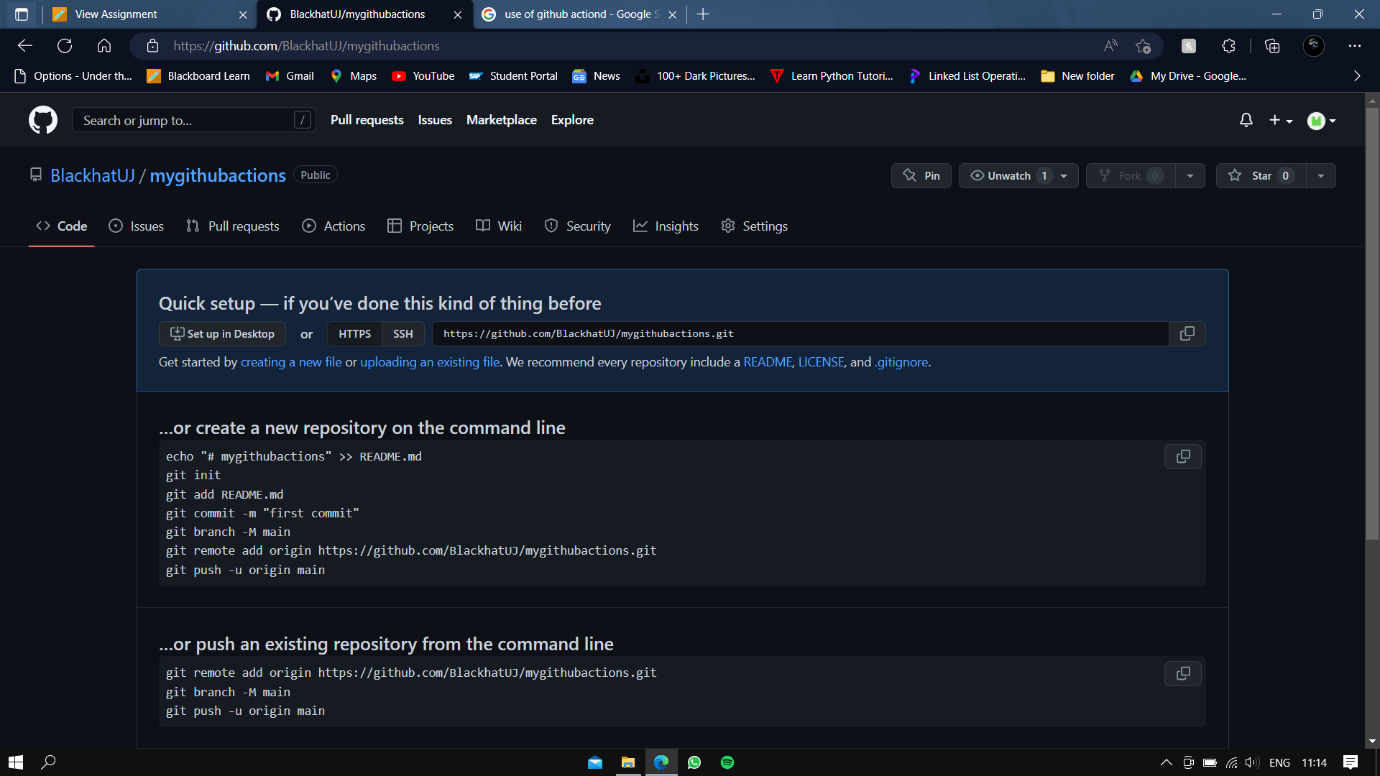 View Assignment
BlackhatUJ/mygithubactions
use of github actiond - Google S
https://github.com/BlackhatUJ/mygithubactions
Options - Under th...
Blackboard Learn
Gmail
Maps
YouTube
Student Portal
News
100+ Dark Pictures...
Learn Python Tutori...
Linked List Operati...
New folder
My Drive - Google...
Search or jump to...
/
Pull requests
Issues
Marketplace
Explore
BlackhatUJ / mygithubactions
Public
Pin
Unwatch 1
Fork 0
Star 0
Code
Issues
Pull requests
Actions
Projects
Wiki
Security
Insights
Settings
Quick setup — if you’ve done this kind of thing before
Set up in Desktop or HTTPS SSH https://github.com/BlackhatUJ/mygithubactions.git
Get started by creating a new file or uploading an existing file. We recommend every repository include a README, LICENSE, and .gitignore.
…or create a new repository on the command line
echo "# mygithubactions" >> README.md
git init
git add README.md
git commit -m "first commit"
git branch -M main
git remote add origin https://github.com/BlackhatUJ/mygithubactions.git
git push -u origin main
…or push an existing repository from the command line
git remote add origin https://github.com/BlackhatUJ/mygithubactions.git
git branch -M main
git push -u origin main
ENG 11:14